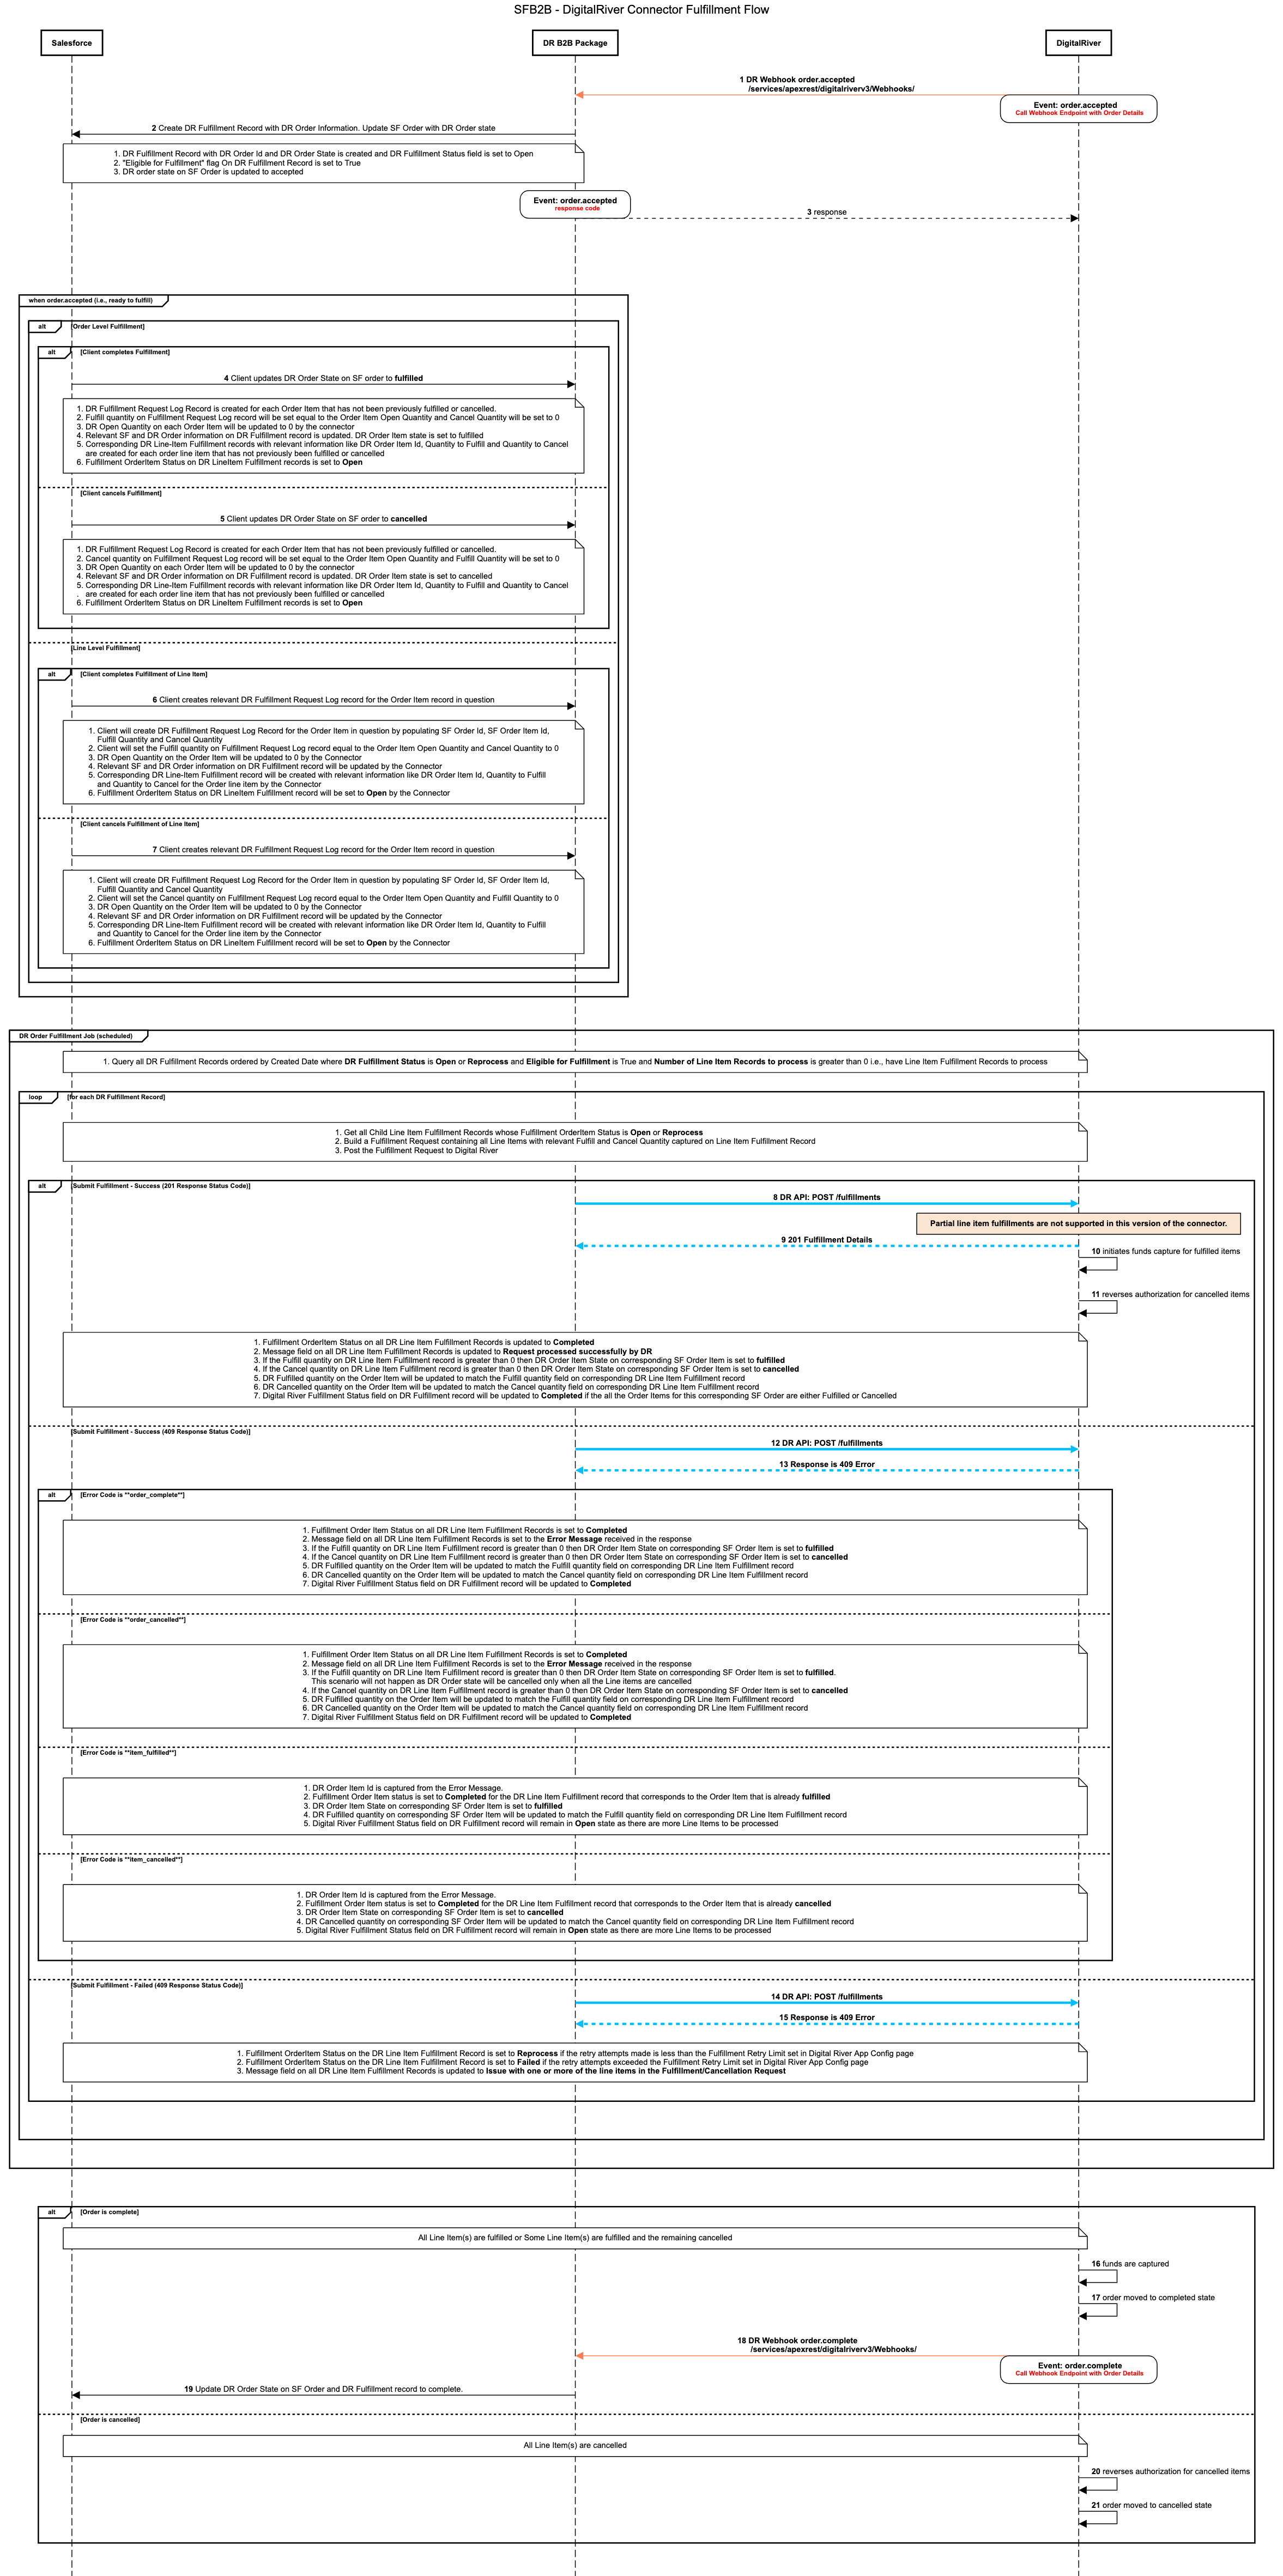 SFB2B - DigitalRiver Connector Fulfillment Flow
Salesforce
DR B2B Package
DigitalRiver
1 DR Webhook order.accepted
/services/apexrest/digitalriverv3/Webhooks/
Event: order.accepted
Call Webhook Endpoint with Order Details
2 Create DR Fulfillment Record with DR Order Information. Update SF Order with DR Order state
1. DR Fulfillment Record with DR Order Id and DR Order State is created and DR Fulfillment Status field is set to Open
2. "Eligible for Fulfillment" flag On DR Fulfillment Record is set to True
3. DR order state on SF Order is updated to accepted
Event: order.accepted
response code
3 response
when order.accepted (i.e., ready to fulfill)
alt [Order Level Fulfillment]
alt [Client completes Fulfillment]
4 Client updates DR Order State on SF order to fulfilled
1. DR Fulfillment Request Log Record is created for each Order Item that has not been previously fulfilled or cancelled.
2. Fulfill quantity on Fulfillment Request Log record will be set equal to the Order Item Open Quantity and Cancel Quantity will be set to 0
3. DR Open Quantity on each Order Item will be updated to 0 by the connector
4. Relevant SF and DR Order information on DR Fulfillment record is updated. DR Order Item state is set to fulfilled
5. Corresponding DR Line-Item Fulfillment records with relevant information like DR Order Item Id, Quantity to Fulfill and Quantity to Cancel
are created for each order line item that has not previously been fulfilled or cancelled
6. Fulfillment OrderItem Status on DR LineItem Fulfillment records is set to Open
[Client cancels Fulfillment]
5 Client updates DR Order State on SF order to cancelled
1. DR Fulfillment Request Log Record is created for each Order Item that has not been previously fulfilled or cancelled.
2. Cancel quantity on Fulfillment Request Log record will be set equal to the Order Item Open Quantity and Fulfill Quantity will be set to 0
3. DR Open Quantity on each Order Item will be updated to 0 by the connector
4. Relevant SF and DR Order information on DR Fulfillment record is updated. DR Order Item state is set to cancelled
5. Corresponding DR Line-Item Fulfillment records with relevant information like DR Order Item Id, Quantity to Fulfill and Quantity to Cancel
. are created for each order line item that has not previously been fulfilled or cancelled
6. Fulfillment OrderItem Status on DR LineItem Fulfillment records is set to Open
[Line Level Fulfillment]
alt [Client completes Fulfillment of Line Item]
6 Client creates relevant DR Fulfillment Request Log record for the Order Item record in question
1. Client will create DR Fulfillment Request Log Record for the Order Item in question by populating SF Order Id, SF Order Item Id,
Fulfill Quantity and Cancel Quantity
2. Client will set the Fulfill quantity on Fulfillment Request Log record equal to the Order Item Open Quantity and Cancel Quantity to 0
3. DR Open Quantity on the Order Item will be updated to 0 by the Connector
4. Relevant SF and DR Order information on DR Fulfillment record will be updated by the Connector
5. Corresponding DR Line-Item Fulfillment record will be created with relevant information like DR Order Item Id, Quantity to Fulfill
and Quantity to Cancel for the Order line item by the Connector
6. Fulfillment OrderItem Status on DR LineItem Fulfillment record will be set to Open by the Connector
[Client cancels Fulfillment of Line Item]
7 Client creates relevant DR Fulfillment Request Log record for the Order Item record in question
1. Client will create DR Fulfillment Request Log Record for the Order Item in question by populating SF Order Id, SF Order Item Id,
Fulfill Quantity and Cancel Quantity
2. Client will set the Cancel quantity on Fulfillment Request Log record equal to the Order Item Open Quantity and Fulfill Quantity to 0
3. DR Open Quantity on the Order Item will be updated to 0 by the Connector
4. Relevant SF and DR Order information on DR Fulfillment record will be updated by the Connector
5. Corresponding DR Line-Item Fulfillment record will be created with relevant information like DR Order Item Id, Quantity to Fulfill
and Quantity to Cancel for the Order line item by the Connector
6. Fulfillment OrderItem Status on DR LineItem Fulfillment record will be set to Open by the Connector
DR Order Fulfillment Job (scheduled)
1. Query all DR Fulfillment Records ordered by Created Date where DR Fulfillment Status is Open or Reprocess and Eligible for Fulfillment is True and Number of Line Item Records to process is greater than 0 i.e., have Line Item Fulfillment Records to process
loop [for each DR Fulfillment Record]
1. Get all Child Line Item Fulfillment Records whose Fulfillment OrderItem Status is Open or Reprocess
2. Build a Fulfillment Request containing all Line Items with relevant Fulfill and Cancel Quantity captured on Line Item Fulfillment Record
3. Post the Fulfillment Request to Digital River
alt [Submit Fulfillment - Success (201 Response Status Code)]
8 DR API: POST /fulfillments
Partial line item fulfillments are not supported in this version of the connector.
9 201 Fulfillment Details
10 initiates funds capture for fulfilled items
11 reverses authorization for cancelled items
1. Fulfillment OrderItem Status on all DR Line Item Fulfillment Records is updated to Completed
2. Message field on all DR Line Item Fulfillment Records is updated to Request processed successfully by DR
3. If the Fulfill quantity on DR Line Item Fulfillment record is greater than 0 then DR Order Item State on corresponding SF Order Item is set to fulfilled
4. If the Cancel quantity on DR Line Item Fulfillment record is greater than 0 then DR Order Item State on corresponding SF Order Item is set to cancelled
5. DR Fulfilled quantity on the Order Item will be updated to match the Fulfill quantity field on corresponding DR Line Item Fulfillment record
6. DR Cancelled quantity on the Order Item will be updated to match the Cancel quantity field on corresponding DR Line Item Fulfillment record
7. Digital River Fulfillment Status field on DR Fulfillment record will be updated to Completed if the all the Order Items for this corresponding SF Order are either Fulfilled or Cancelled
[Submit Fulfillment - Success (409 Response Status Code)]
12 DR API: POST /fulfillments
13 Response is 409 Error
alt [Error Code is **order_complete**]
1. Fulfillment Order Item Status on all DR Line Item Fulfillment Records is set to Completed
2. Message field on all DR Line Item Fulfillment Records is set to the Error Message received in the response
3. If the Fulfill quantity on DR Line Item Fulfillment record is greater than 0 then DR Order Item State on corresponding SF Order Item is set to fulfilled
4. If the Cancel quantity on DR Line Item Fulfillment record is greater than 0 then DR Order Item State on corresponding SF Order Item is set to cancelled
5. DR Fulfilled quantity on the Order Item will be updated to match the Fulfill quantity field on corresponding DR Line Item Fulfillment record
6. DR Cancelled quantity on the Order Item will be updated to match the Cancel quantity field on corresponding DR Line Item Fulfillment record
7. Digital River Fulfillment Status field on DR Fulfillment record will be updated to Completed
[Error Code is **order_cancelled**]
1. Fulfillment Order Item Status on all DR Line Item Fulfillment Records is set to Completed
2. Message field on all DR Line Item Fulfillment Records is set to the Error Message received in the response
3. If the Fulfill quantity on DR Line Item Fulfillment record is greater than 0 then DR Order Item State on corresponding SF Order Item is set to fulfilled.
This scenario will not happen as DR Order state will be cancelled only when all the Line items are cancelled
4. If the Cancel quantity on DR Line Item Fulfillment record is greater than 0 then DR Order Item State on corresponding SF Order Item is set to cancelled
5. DR Fulfilled quantity on the Order Item will be updated to match the Fulfill quantity field on corresponding DR Line Item Fulfillment record
6. DR Cancelled quantity on the Order Item will be updated to match the Cancel quantity field on corresponding DR Line Item Fulfillment record
7. Digital River Fulfillment Status field on DR Fulfillment record will be updated to Completed
[Error Code is **item_fulfilled**]
1. DR Order Item Id is captured from the Error Message.
2. Fulfillment Order Item status is set to Completed for the DR Line Item Fulfillment record that corresponds to the Order Item that is already fulfilled
3. DR Order Item State on corresponding SF Order Item is set to fulfilled
4. DR Fulfilled quantity on corresponding SF Order Item will be updated to match the Fulfill quantity field on corresponding DR Line Item Fulfillment record
5. Digital River Fulfillment Status field on DR Fulfillment record will remain in Open state as there are more Line Items to be processed
[Error Code is **item_cancelled**]
1. DR Order Item Id is captured from the Error Message.
2. Fulfillment Order Item status is set to Completed for the DR Line Item Fulfillment record that corresponds to the Order Item that is already cancelled
3. DR Order Item State on corresponding SF Order Item is set to cancelled
4. DR Cancelled quantity on corresponding SF Order Item will be updated to match the Cancel quantity field on corresponding DR Line Item Fulfillment record
5. Digital River Fulfillment Status field on DR Fulfillment record will remain in Open state as there are more Line Items to be processed
[Submit Fulfillment - Failed (409 Response Status Code)]
14 DR API: POST /fulfillments
15 Response is 409 Error
1. Fulfillment OrderItem Status on the DR Line Item Fulfillment Record is set to Reprocess if the retry attempts made is less than the Fulfillment Retry Limit set in Digital River App Config page
2. Fulfillment OrderItem Status on the DR Line Item Fulfillment Record is set to Failed if the retry attempts exceeded the Fulfillment Retry Limit set in Digital River App Config page
3. Message field on all DR Line Item Fulfillment Records is updated to Issue with one or more of the line items in the Fulfillment/Cancellation Request
alt [Order is complete]
All Line Item(s) are fulfilled or Some Line Item(s) are fulfilled and the remaining cancelled
16 funds are captured
17 order moved to completed state
18 DR Webhook order.complete
/services/apexrest/digitalriverv3/Webhooks/
Event: order.complete
Call Webhook Endpoint with Order Details
19 Update DR Order State on SF Order and DR Fulfillment record to complete.
[Order is cancelled]
All Line Item(s) are cancelled
20 reverses authorization for cancelled items
21 order moved to cancelled state